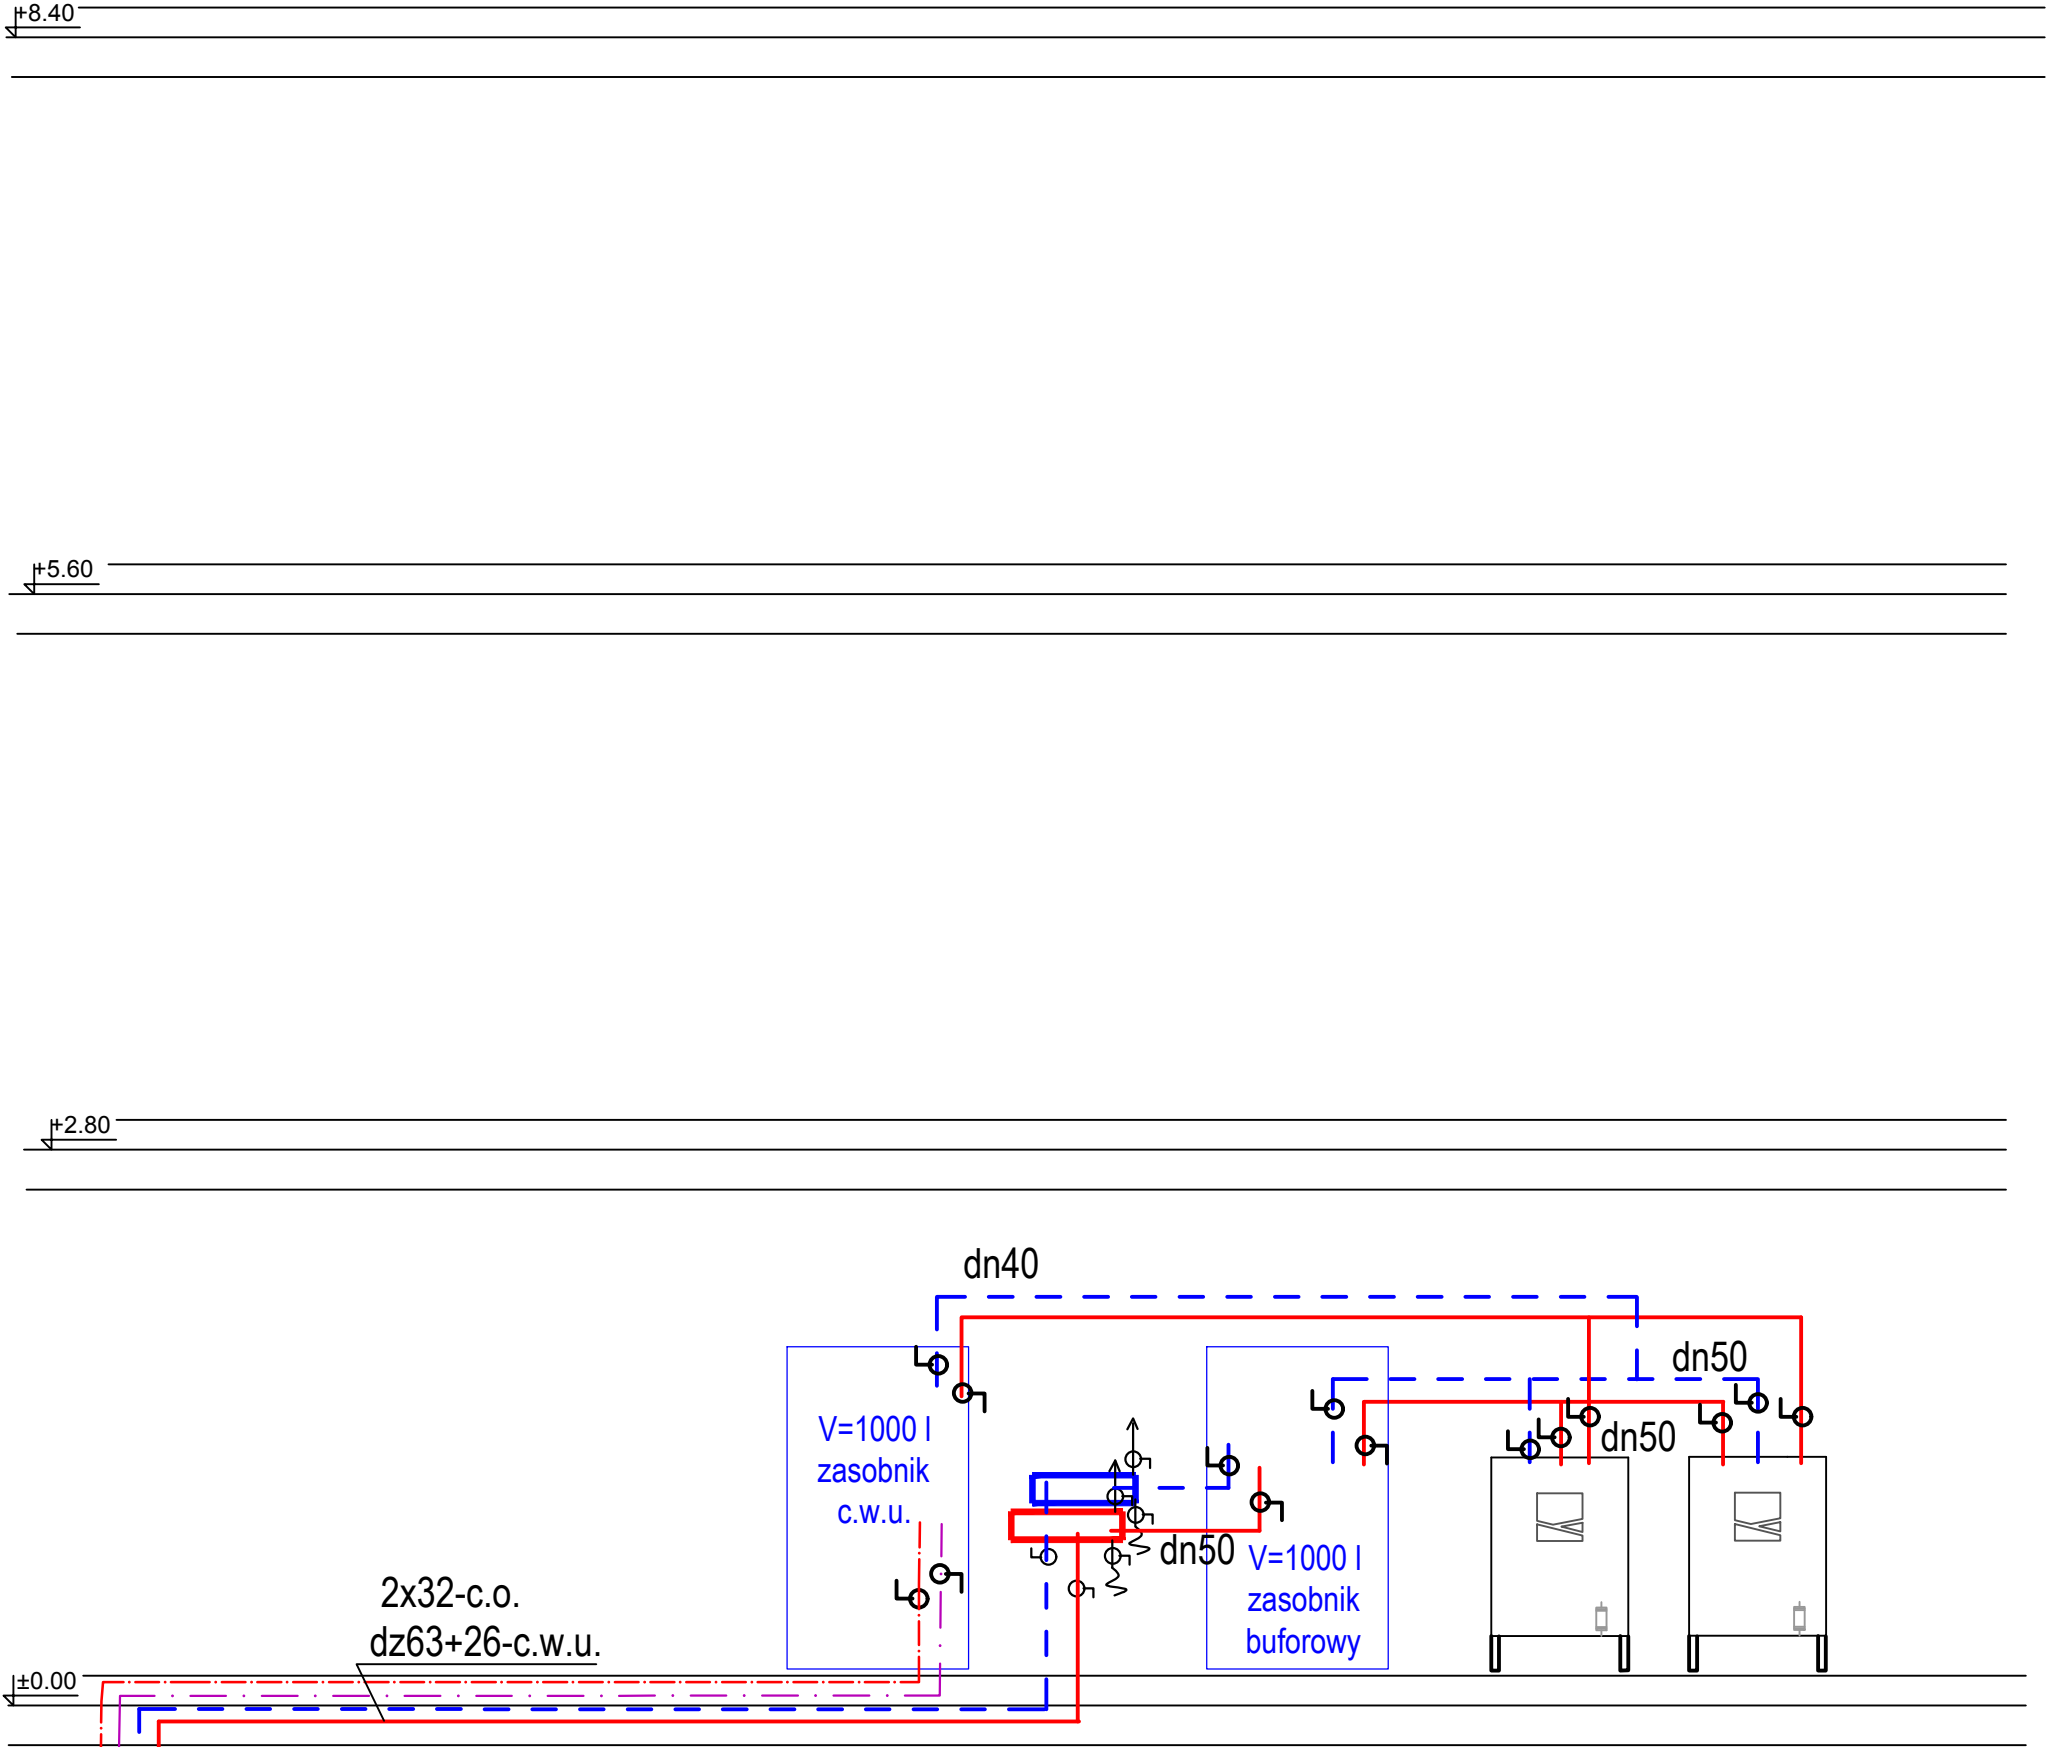 +8.40
+5.60
+2.80
dn40
dn50
V=1000 l
zasobnik
c.w.u.
dn50
dn50
V=1000 l
zasobnik
buforowy
2x32-c.o.
dz63+26-c.w.u.
±0.00